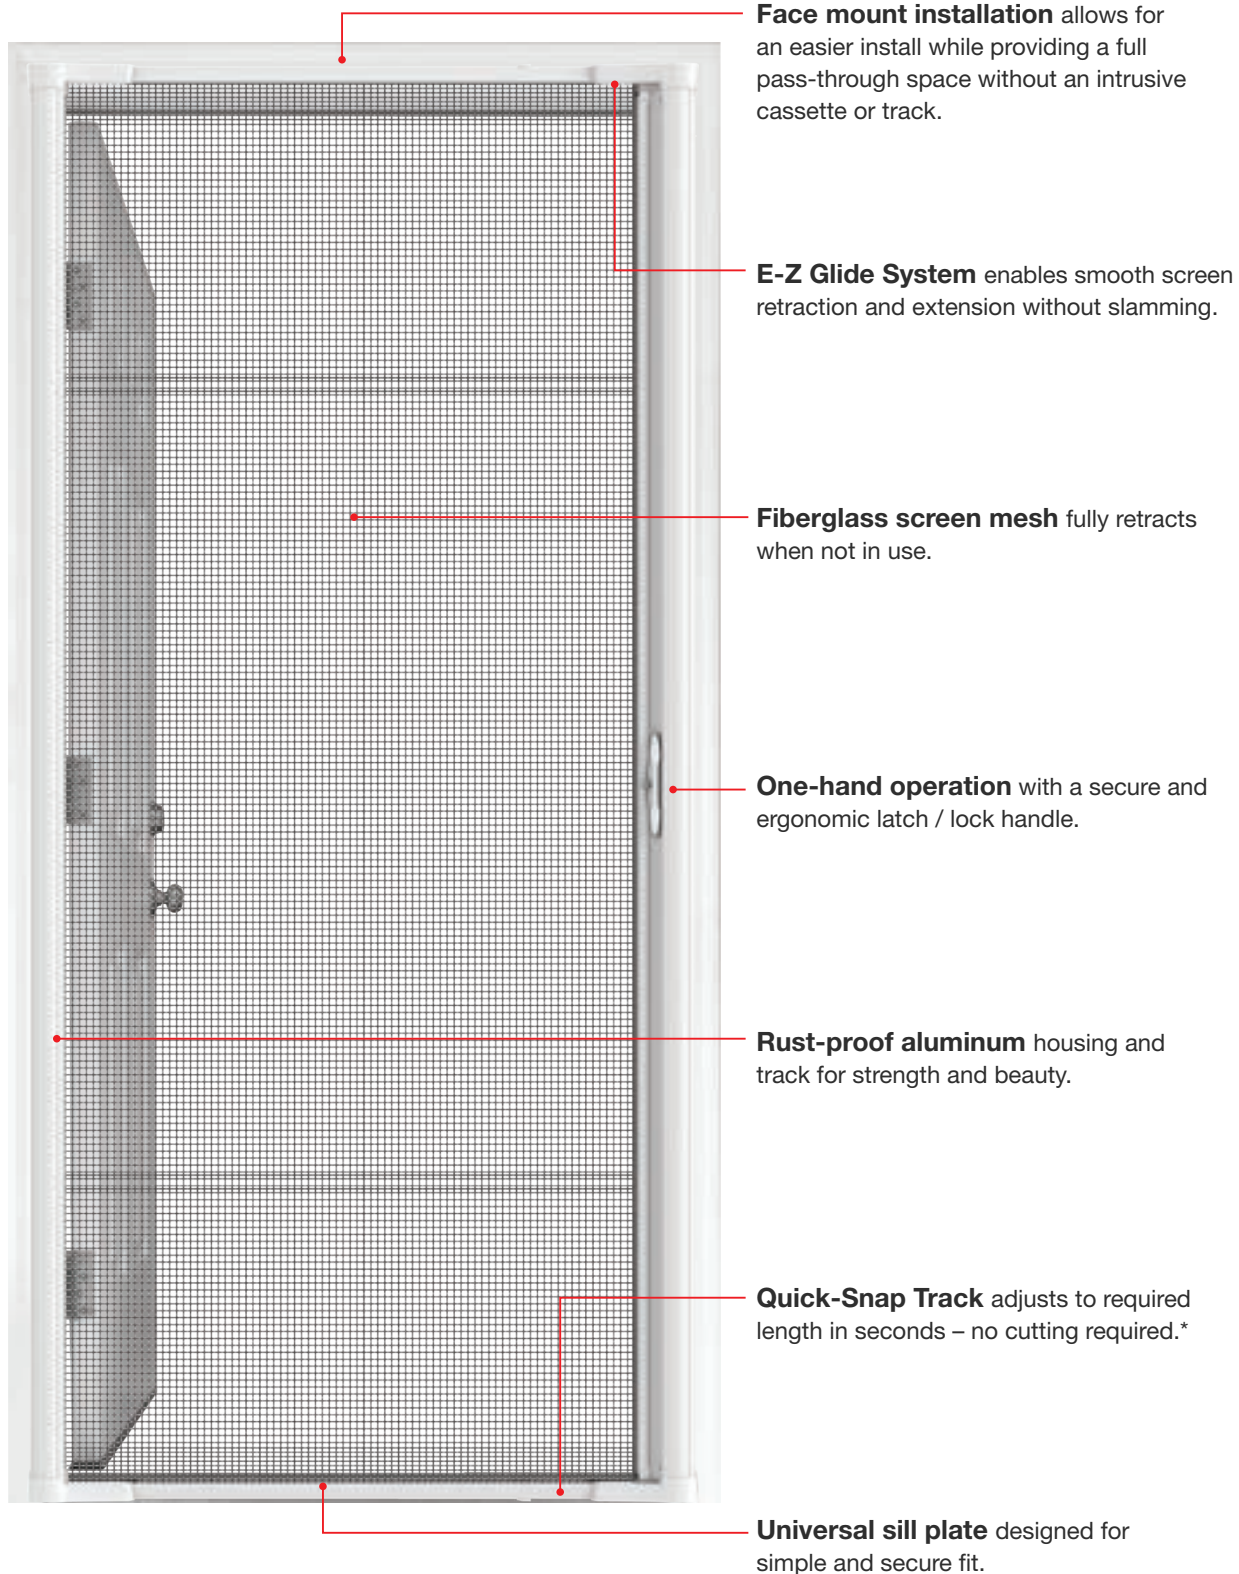 Face mount installation allows for
an easier install while providing a full
pass-through space without an intrusive
cassette or track.
E-Z Glide System enables smooth screen
retraction and extension without slamming.
Fiberglass screen mesh fully retracts
when not in use.
One-hand operation with a secure and
ergonomic latch / lock handle.
Rust-proof aluminum housing and
track for strength and beauty.
Quick-Snap Track adjusts to required
length in seconds – no cutting required.*
Universal sill plate designed for
simple and secure fit.